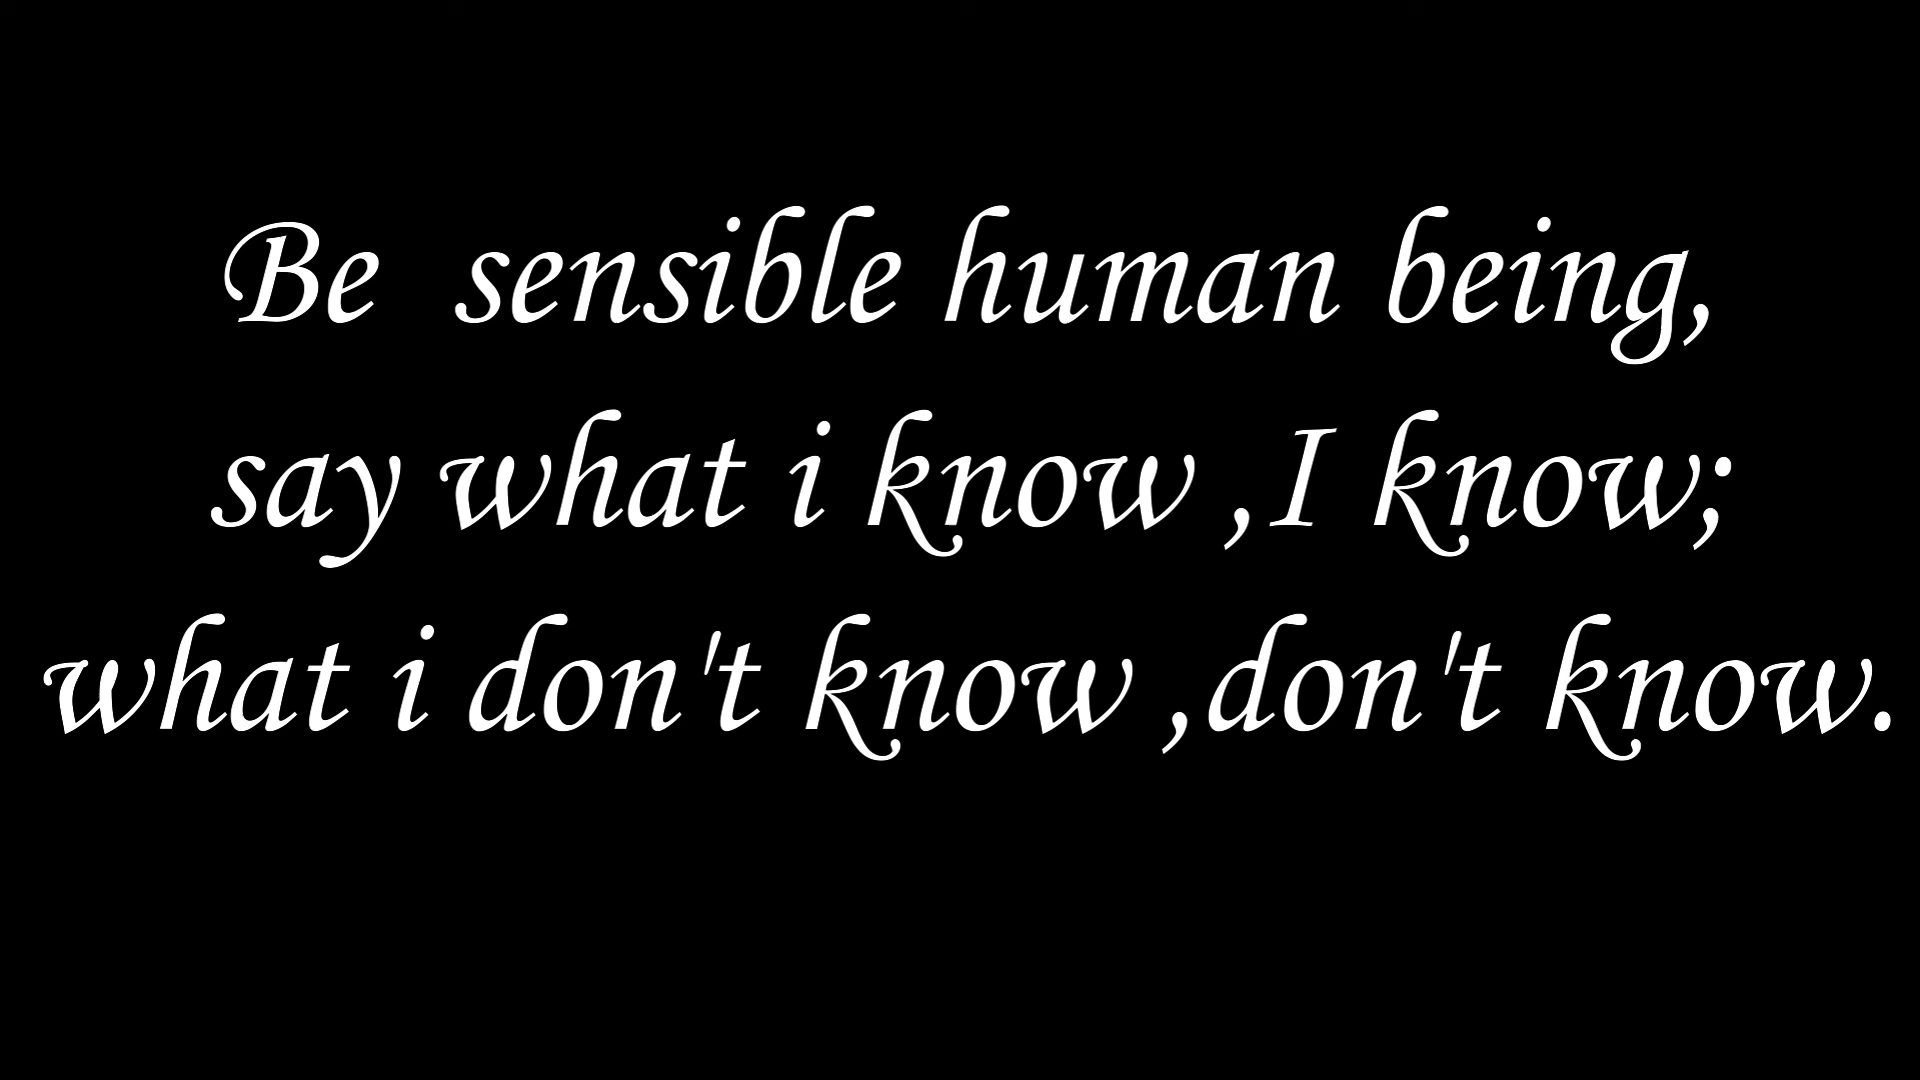 Be  sensible human being,
say what i know ,I know;
what i don't know ,don't know.